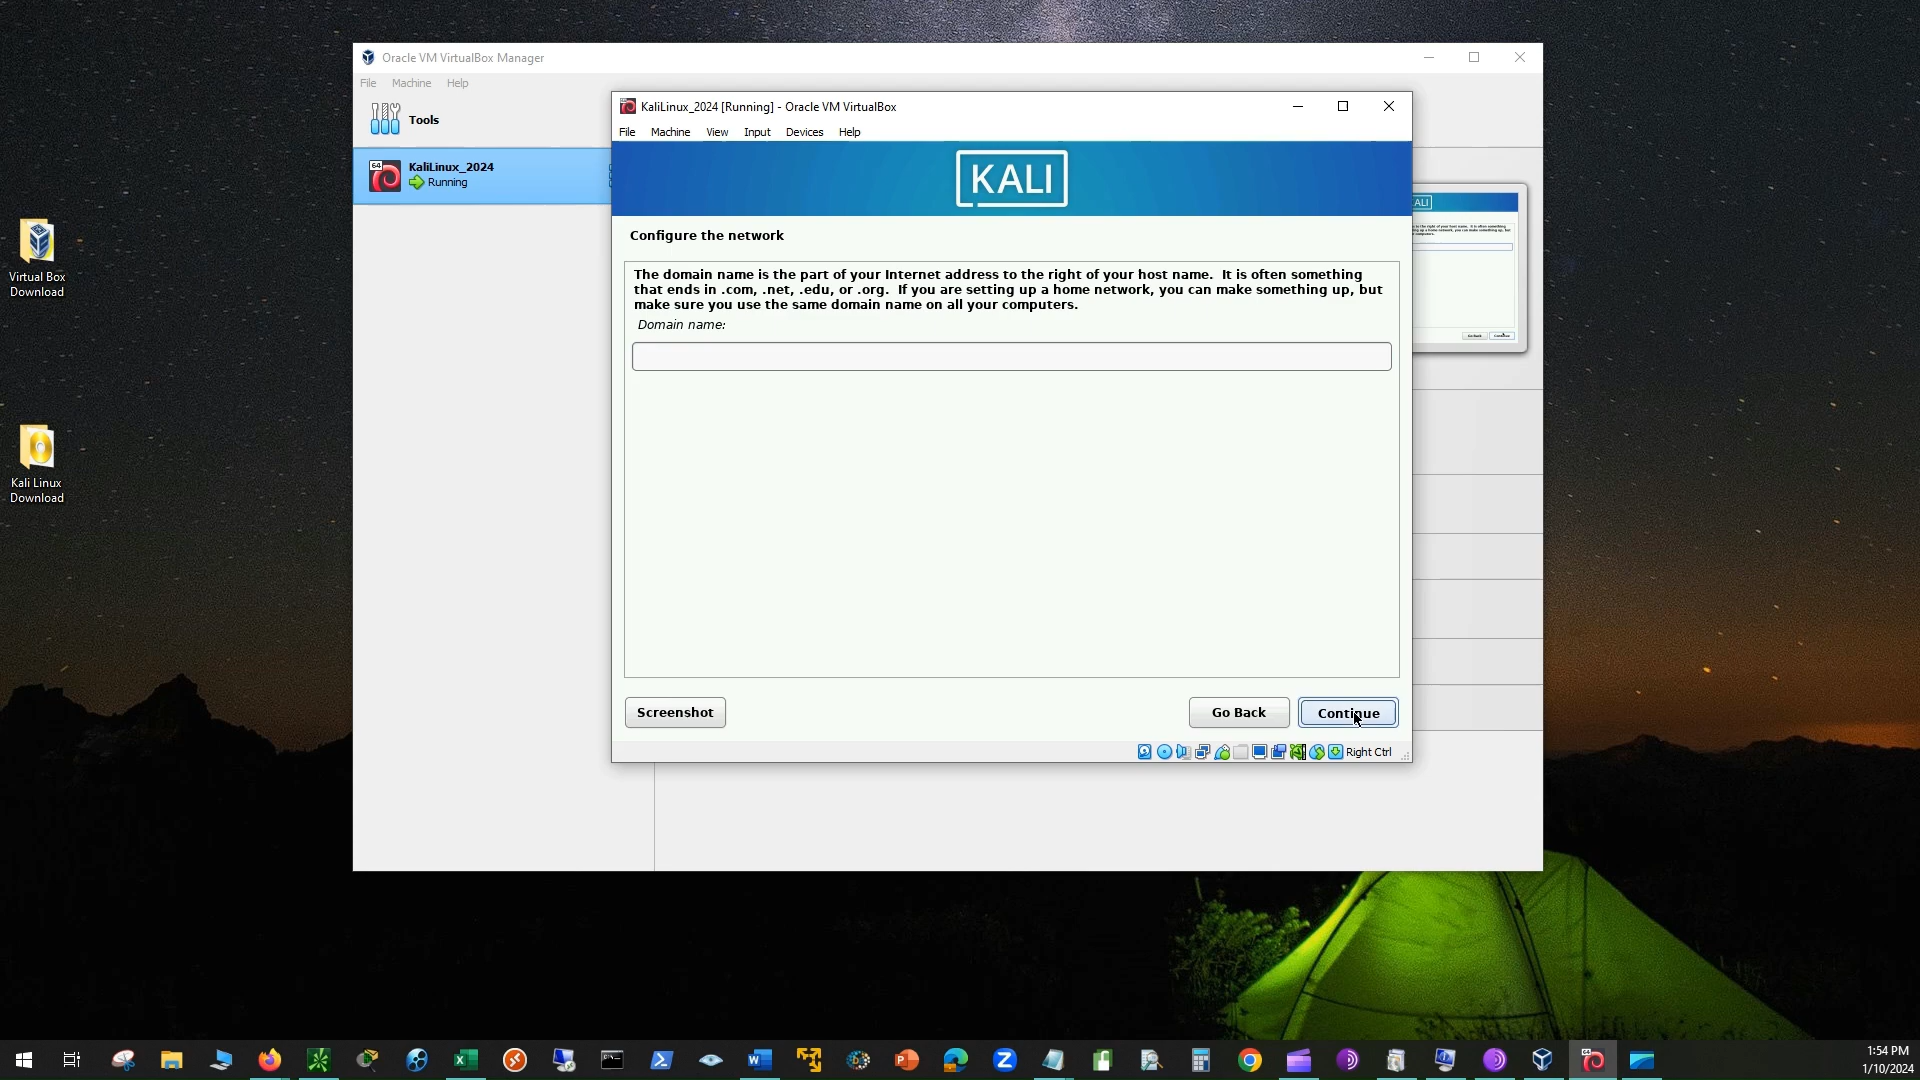 Oracle VM VirtualBox Manager
File Machine Help
Tools
64
KaliLinux_2024
Running
KaliLinux_2024 [Running] - Oracle VM VirtualBox
File Machine View Input Devices Help
KALI
Configure the network
The domain name is the part of your Internet address to the right of your host name. It is often something
that ends in .com, .net, .edu, or .org. If you are setting up a home network, you can make something up, but
make sure you use the same domain name on all your computers.
Domain name:
Screenshot
Go Back
Continue
Right Ctrl
ALI
Go Back
Continue
Virtual Box
Download
Kali Linux
Download
1:54 PM
1/10/2024